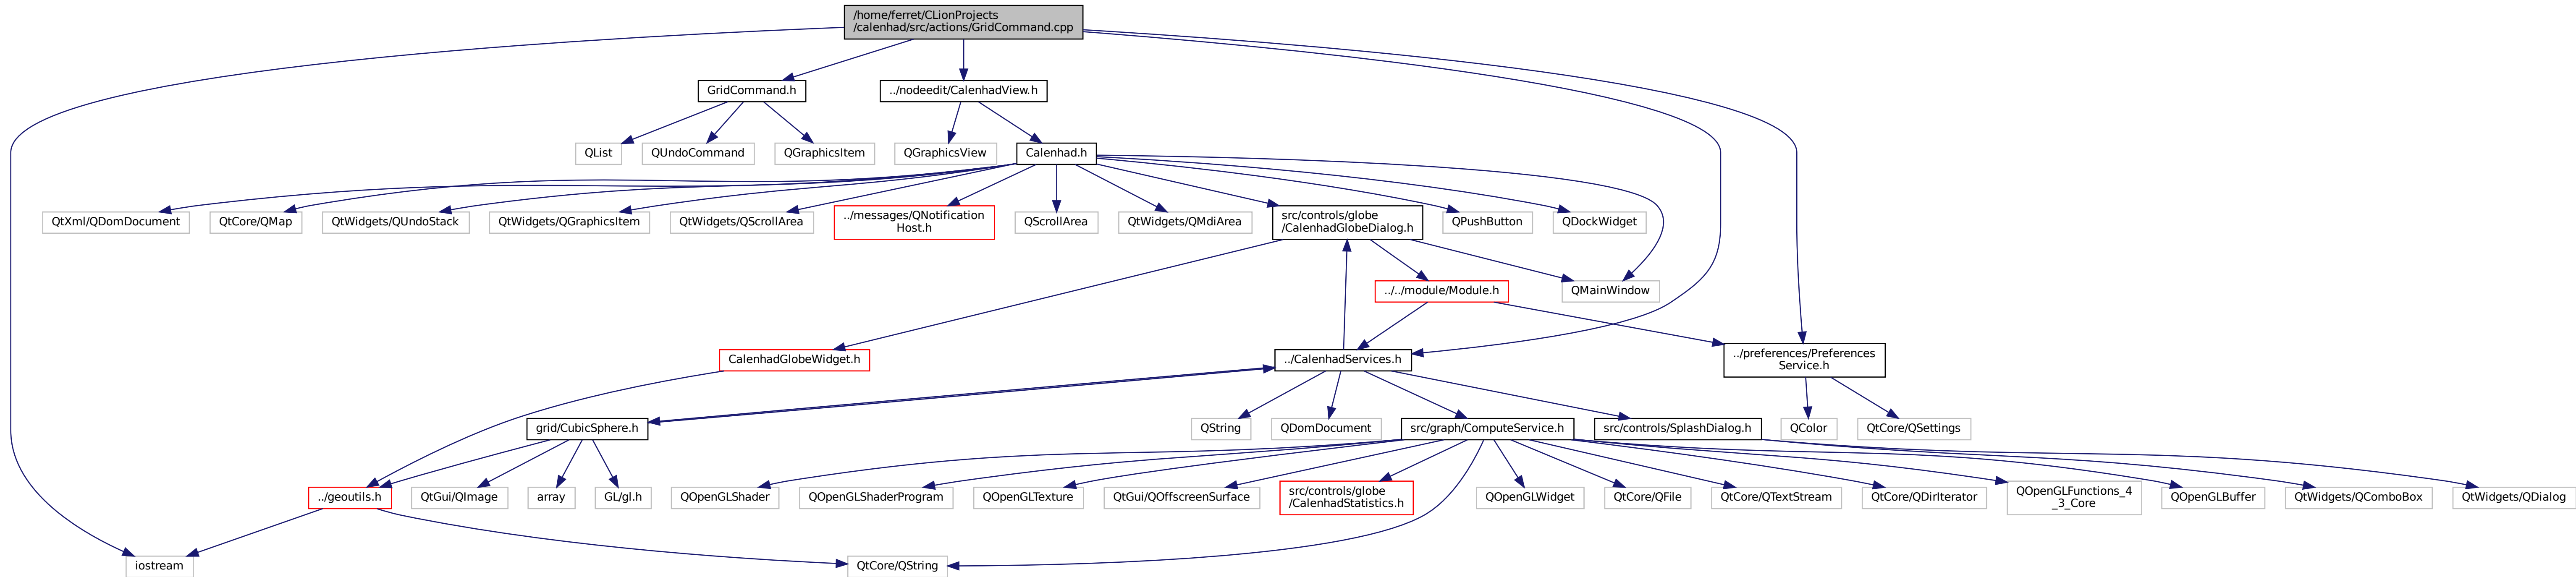 /home/ferret/CLionProjects
/calenhad/src/actions/GridCommand.cpp
GridCommand.h
../nodeedit/CalenhadView.h
QList
QUndoCommand
QGraphicsItem
QGraphicsView
Calenhad.h
QtXml/QDomDocument
QtCore/QMap
QtWidgets/QUndoStack
QtWidgets/QGraphicsItem
QtWidgets/QScrollArea
../messages/QNotification
Host.h
QScrollArea
QtWidgets/QMdiArea
src/controls/globe
/CalenhadGlobeDialog.h
QPushButton
QDockWidget
../../module/Module.h
QMainWindow
CalenhadGlobeWidget.h
../CalenhadServices.h
../preferences/Preferences
Service.h
grid/CubicSphere.h
QString
QDomDocument
src/graph/ComputeService.h
src/controls/SplashDialog.h
QColor
QtCore/QSettings
../geoutils.h
QtGui/QImage
array
GL/gl.h
QOpenGLShader
QOpenGLShaderProgram
QOpenGLTexture
QtGui/QOffscreenSurface
src/controls/globe
/CalenhadStatistics.h
QOpenGLWidget
QtCore/QFile
QtCore/QTextStream
QtCore/QDirIterator
QOpenGLFunctions_4
_3_Core
QOpenGLBuffer
QtWidgets/QComboBox
QtWidgets/QDialog
iostream
QtCore/QString